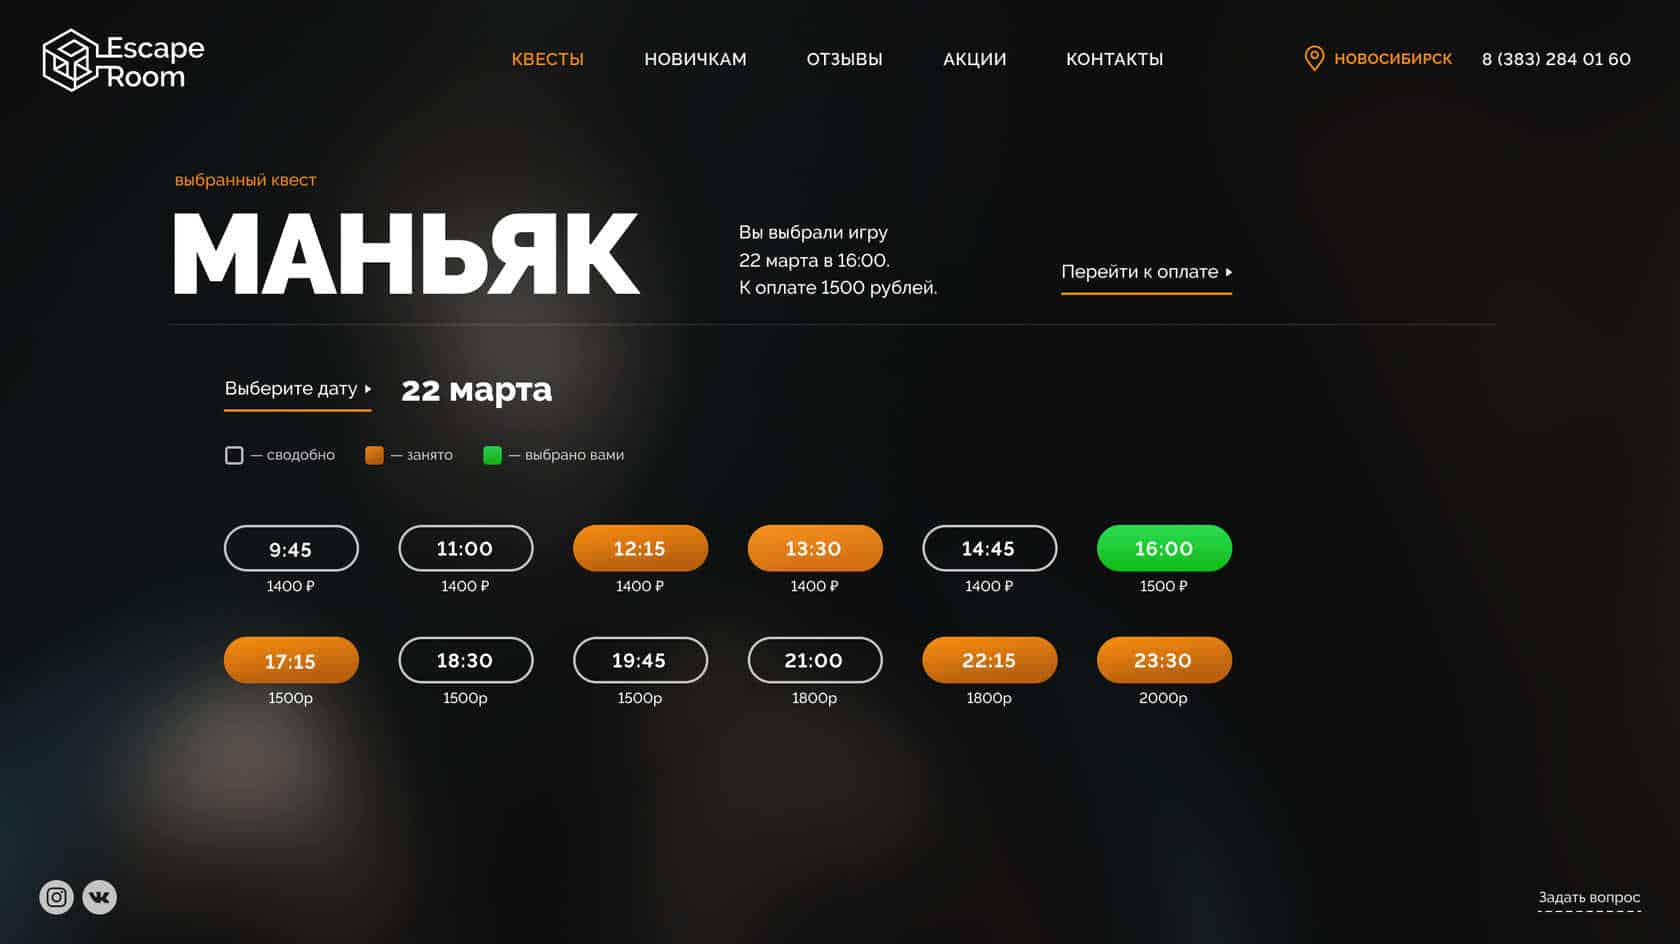 Escape
Room
КВЕСТЫ НОВИЧКАМ ОТЗЫВЫ АКЦИИ КОНТАКТЫ НОВОСИБИРСК 8 (383) 284 01 60
выбранный квест
МАНЬЯК
Вы выбрали игру
22 марта в 16:00.
К оплате 1500 рублей.
Перейти к оплате
Выберите дату 22 марта
— сводобно — занято — выбрано вами
9:45 11:00 12:15 13:30 14:45 16:00
1400 ₽ 1400 ₽ 1400 ₽ 1400 ₽ 1400 ₽ 1500 ₽
17:15 18:30 19:45 21:00 22:15 23:30
1500р 1500р 1500р 1800р 1800р 2000р
Задать вопрос